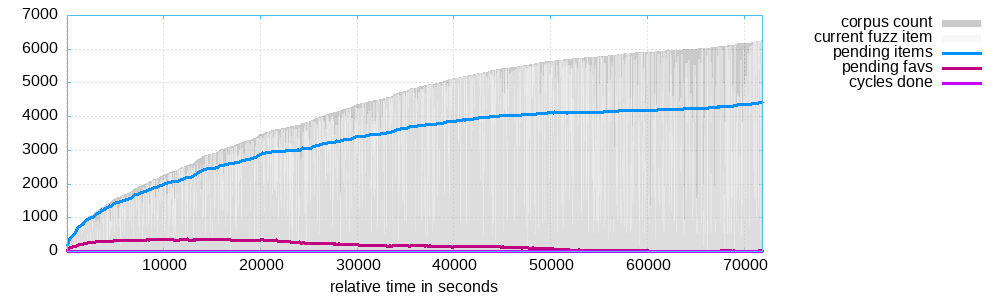 7000
6000
5000
4000
3000
2000
1000
0
10000 20000 30000 40000 50000 60000 70000
relative time in seconds
corpus count
current fuzz item
pending items
pending favs
cycles done